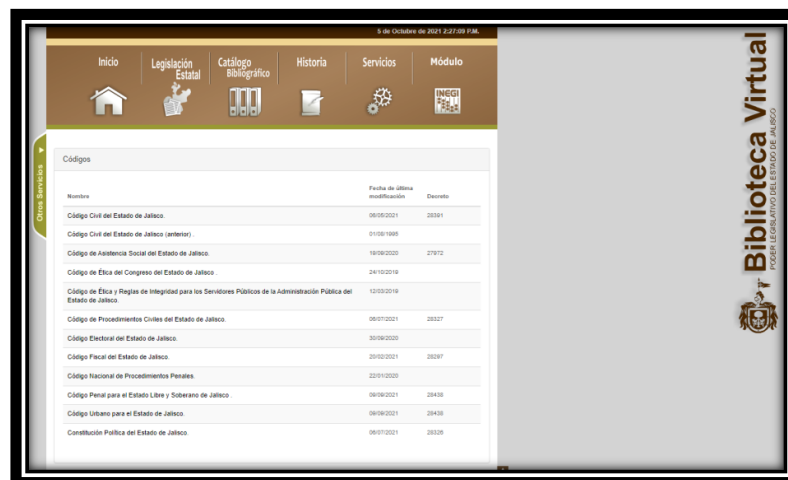 5 de Octubre de 2021 2:27:09 P.M.
Inicio
Legislación Estatal
Catálogo Bibliográfico
Historia
Servicios
Módulo
INEGI
Otros Servicios
Códigos
Nombre Fecha de última modificación Decreto
Código Civil del Estado de Jalisco. 06/05/2021 28391
Código Civil del Estado de Jalisco (anterior) . 01/08/1995
Código de Asistencia Social del Estado de Jalisco. 19/09/2020 27972
Código de Ética del Congreso del Estado de Jalisco . 24/10/2019
Código de Ética y Reglas de Integridad para los Servidores Públicos de la Administración Pública del 12/03/2019
Estado de Jalisco.
Código de Procedimientos Civiles del Estado de Jalisco. 06/07/2021 28327
Código Electoral del Estado de Jalisco. 30/09/2020
Código Fiscal del Estado de Jalisco. 20/02/2021 28297
Código Nacional de Procedimientos Penales. 22/01/2020
Código Penal para el Estado Libre y Soberano de Jalisco . 09/09/2021 28438
Código Urbano para el Estado de Jalisco. 09/09/2021 28438
Constitución Política del Estado de Jalisco. 06/07/2021 28326
Biblioteca Virtual
PODER LEGISLATIVO DEL ESTADO DE JALISCO